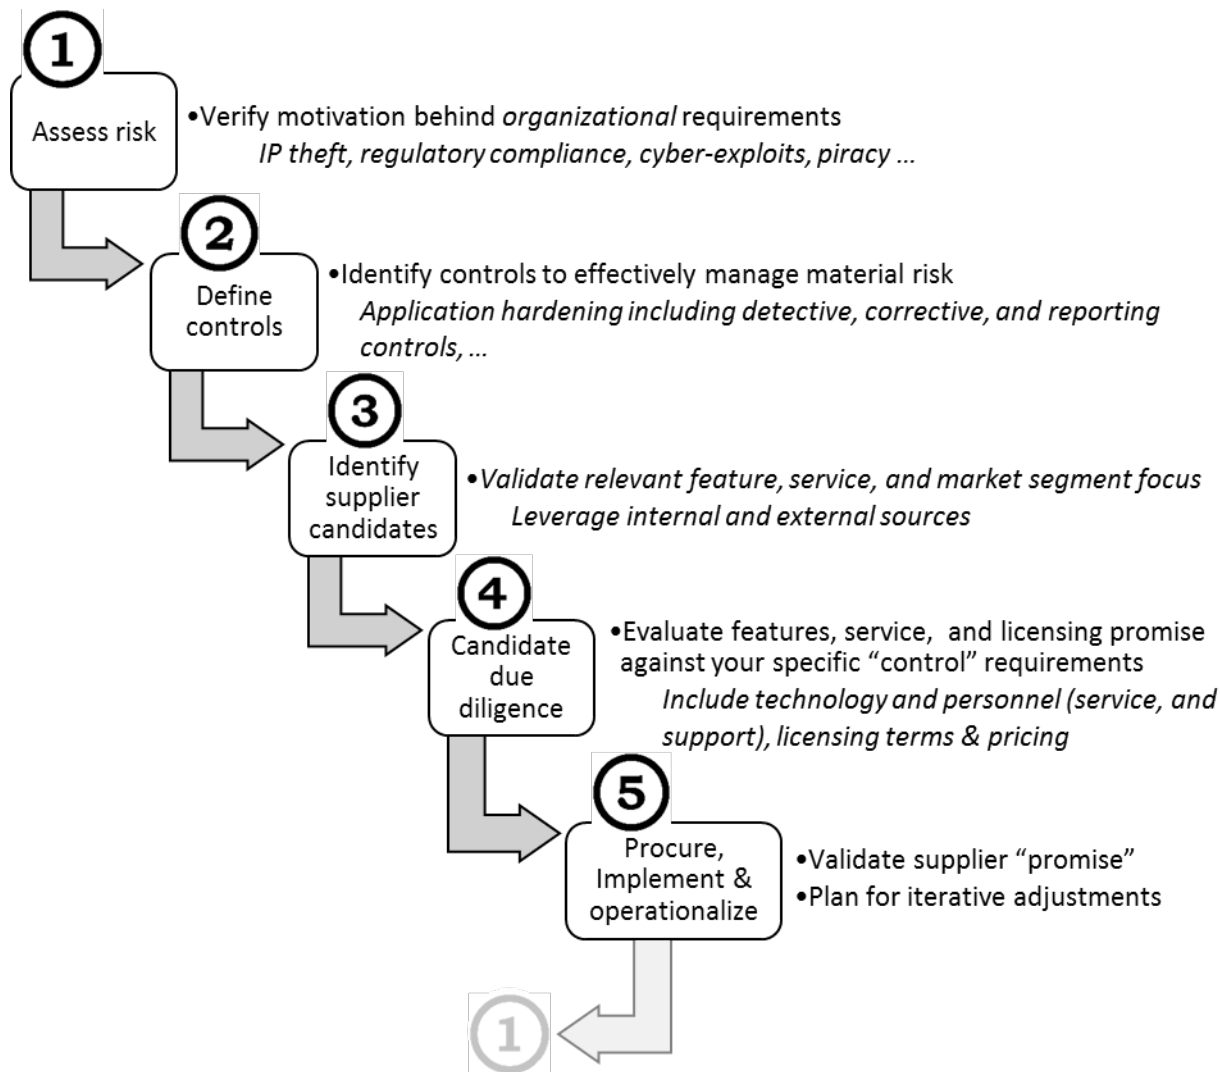 1
Assess risk
•Verify motivation behind organizational requirements
IP theft, regulatory compliance, cyber-exploits, piracy ...
2
Define
controls
•Identify controls to effectively manage material risk
Application hardening including detective, corrective, and reporting
controls, ...
3
Identify
supplier
candidates
•Validate relevant feature, service, and market segment focus
Leverage internal and external sources
4
Candidate
due
diligence
•Evaluate features, service, and licensing promise
against your specific “control” requirements
Include technology and personnel (service, and
support), licensing terms & pricing
5
Procure,
Implement &
operationalize
•Validate supplier “promise”
•Plan for iterative adjustments
1